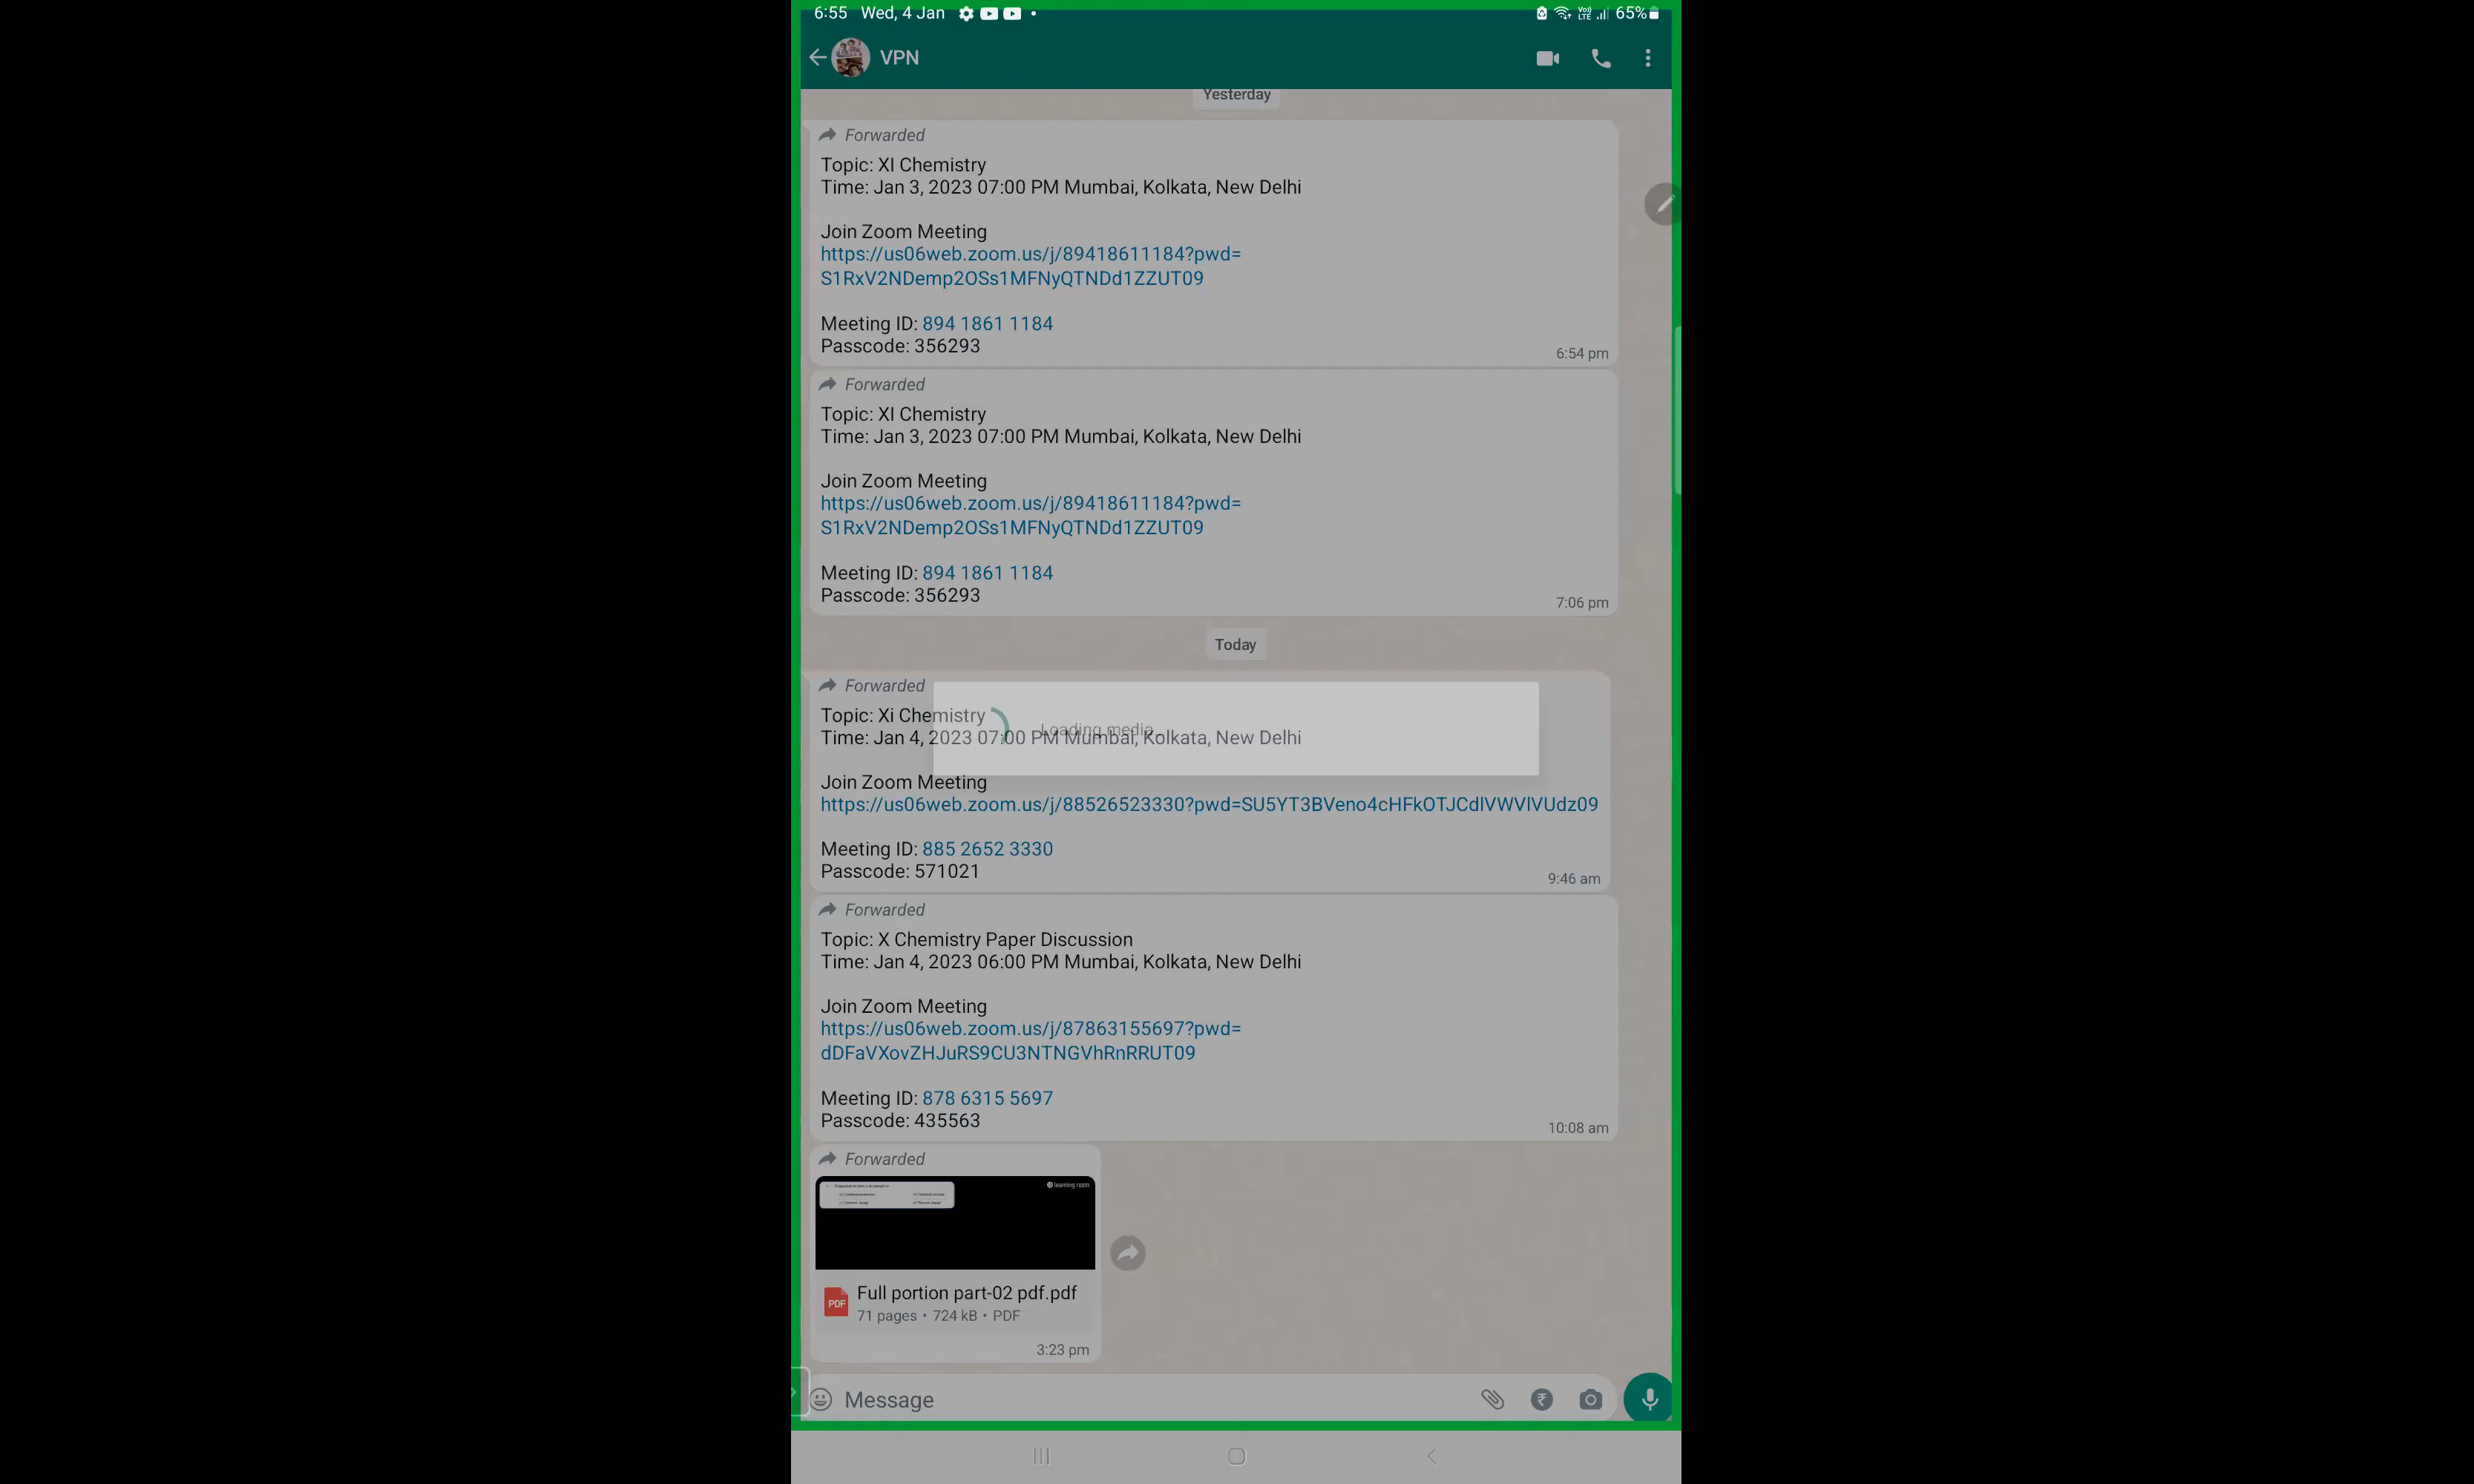 6:55 Wed, 4 Jan
65%
VPN
Yesterday
Forwarded
Topic: XI Chemistry
Time: Jan 3, 2023 07:00 PM Mumbai, Kolkata, New Delhi
Join Zoom Meeting
https://us06web.zoom.us/j/89418611184?pwd=
S1RxV2NDemp2OSs1MFNyQTNDd1ZZUT09
Meeting ID: 894 1861 1184
Passcode: 356293
6:54 pm
Forwarded
Topic: XI Chemistry
Time: Jan 3, 2023 07:00 PM Mumbai, Kolkata, New Delhi
Join Zoom Meeting
https://us06web.zoom.us/j/89418611184?pwd=
S1RxV2NDemp2OSs1MFNyQTNDd1ZZUT09
Meeting ID: 894 1861 1184
Passcode: 356293
7:06 pm
Today
Forwarded
Topic: Xi Chemistry
Loading media
Time: Jan 4, 2023 07:00 PM Mumbai, Kolkata, New Delhi
Join Zoom Meeting
https://us06web.zoom.us/j/88526523330?pwd=SU5YT3BVeno4cHFkOTJCdlVWVlVUdz09
Meeting ID: 885 2652 3330
Passcode: 571021
9:46 am
Forwarded
Topic: X Chemistry Paper Discussion
Time: Jan 4, 2023 06:00 PM Mumbai, Kolkata, New Delhi
Join Zoom Meeting
https://us06web.zoom.us/j/87863155697?pwd=
dDFaVXovZHJuRS9CU3NTNGVhRnRRUT09
Meeting ID: 878 6315 5697
Passcode: 435563
10:08 am
Forwarded
learning room
PDF
Full portion part-02 pdf.pdf
71 pages • 724 kB • PDF
3:23 pm
Message